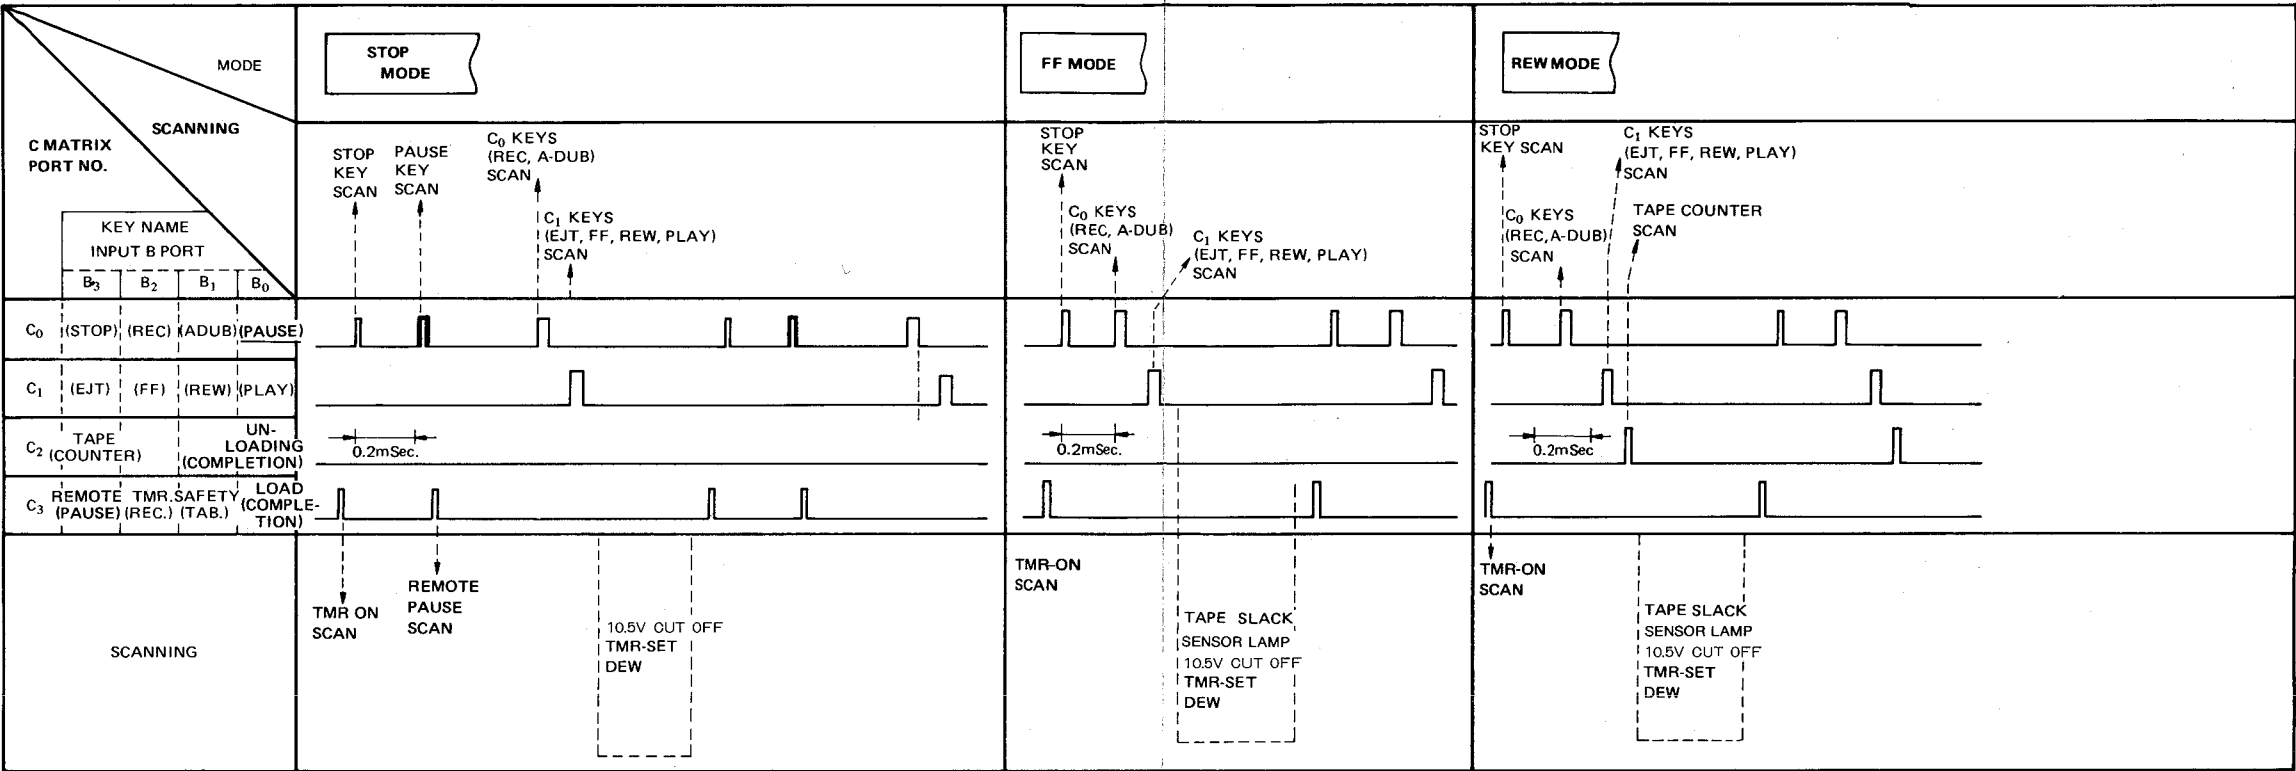 MODE
SCANNING
C MATRIX
PORT NO.
KEY NAME
INPUT B PORT
B3 B2 B1 B0
STOP
MODE
FF MODE
REW MODE
STOP
KEY
SCAN
PAUSE
KEY
SCAN
C0 KEYS
(REC, A-DUB)
SCAN
C1 KEYS
(EJT, FF, REW, PLAY)
SCAN
STOP
KEY
SCAN
C0 KEYS
(REC, A-DUB)
SCAN
C1 KEYS
(EJT, FF, REW, PLAY)
SCAN
STOP
KEY SCAN
C0 KEYS
(REC, A-DUB)
SCAN
C1 KEYS
(EJT, FF, REW, PLAY)
SCAN
TAPE COUNTER
SCAN
C0 (STOP) (REC) (ADUB) (PAUSE)
C1 (EJT) (FF) (REW) (PLAY)
C2 TAPE
(COUNTER)
UN-
LOADING
(COMPLETION)
0.2mSec.
0.2mSec.
0.2mSec
C3 REMOTE
(PAUSE)
TMR.
(REC.)
SAFETY
(TAB.)
LOAD
(COMPLE-
TION)
SCANNING
TMR ON
SCAN
REMOTE
PAUSE
SCAN
10.5V CUT OFF
TMR-SET
DEW
TMR-ON
SCAN
TAPE SLACK
SENSOR LAMP
10.5V CUT OFF
TMR-SET
DEW
TMR-ON
SCAN
TAPE SLACK
SENSOR LAMP
10.5V CUT OFF
TMR-SET
DEW